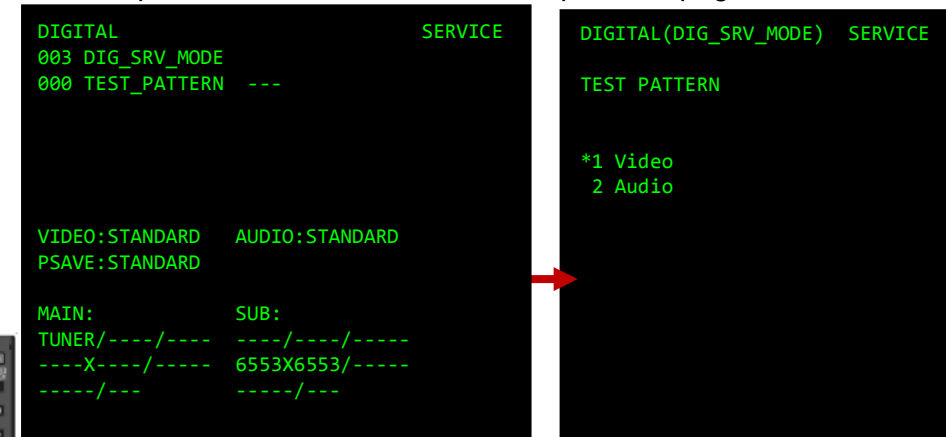 DIGITAL SERVICE
003 DIG_SRV_MODE
000 TEST_PATTERN ---
VIDEO:STANDARD AUDIO:STANDARD
PSAVE:STANDARD
MAIN: SUB:
TUNER/----/---- ----/----/-----
----X----/----- 6553X6553/-----
-----/--- -----/---
DIGITAL(DIG_SRV_MODE) SERVICE
TEST PATTERN
*1 Video
2 Audio